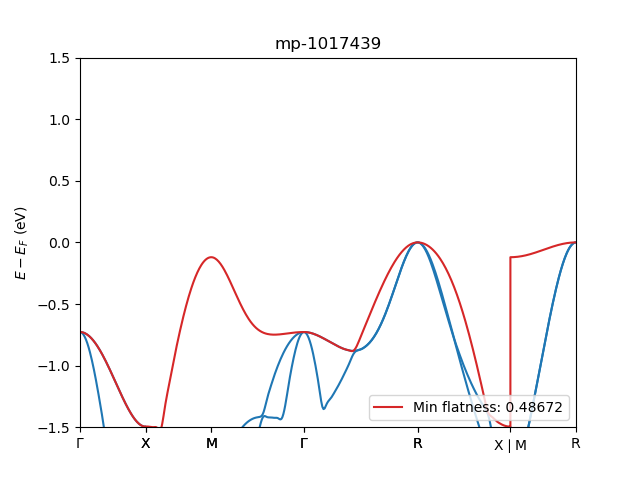 mp-1017439
E − E_F (eV)
1.5
1.0
0.5
0.0
−0.5
−1.0
−1.5
Min flatness: 0.48672
Γ X M Γ R X | M R